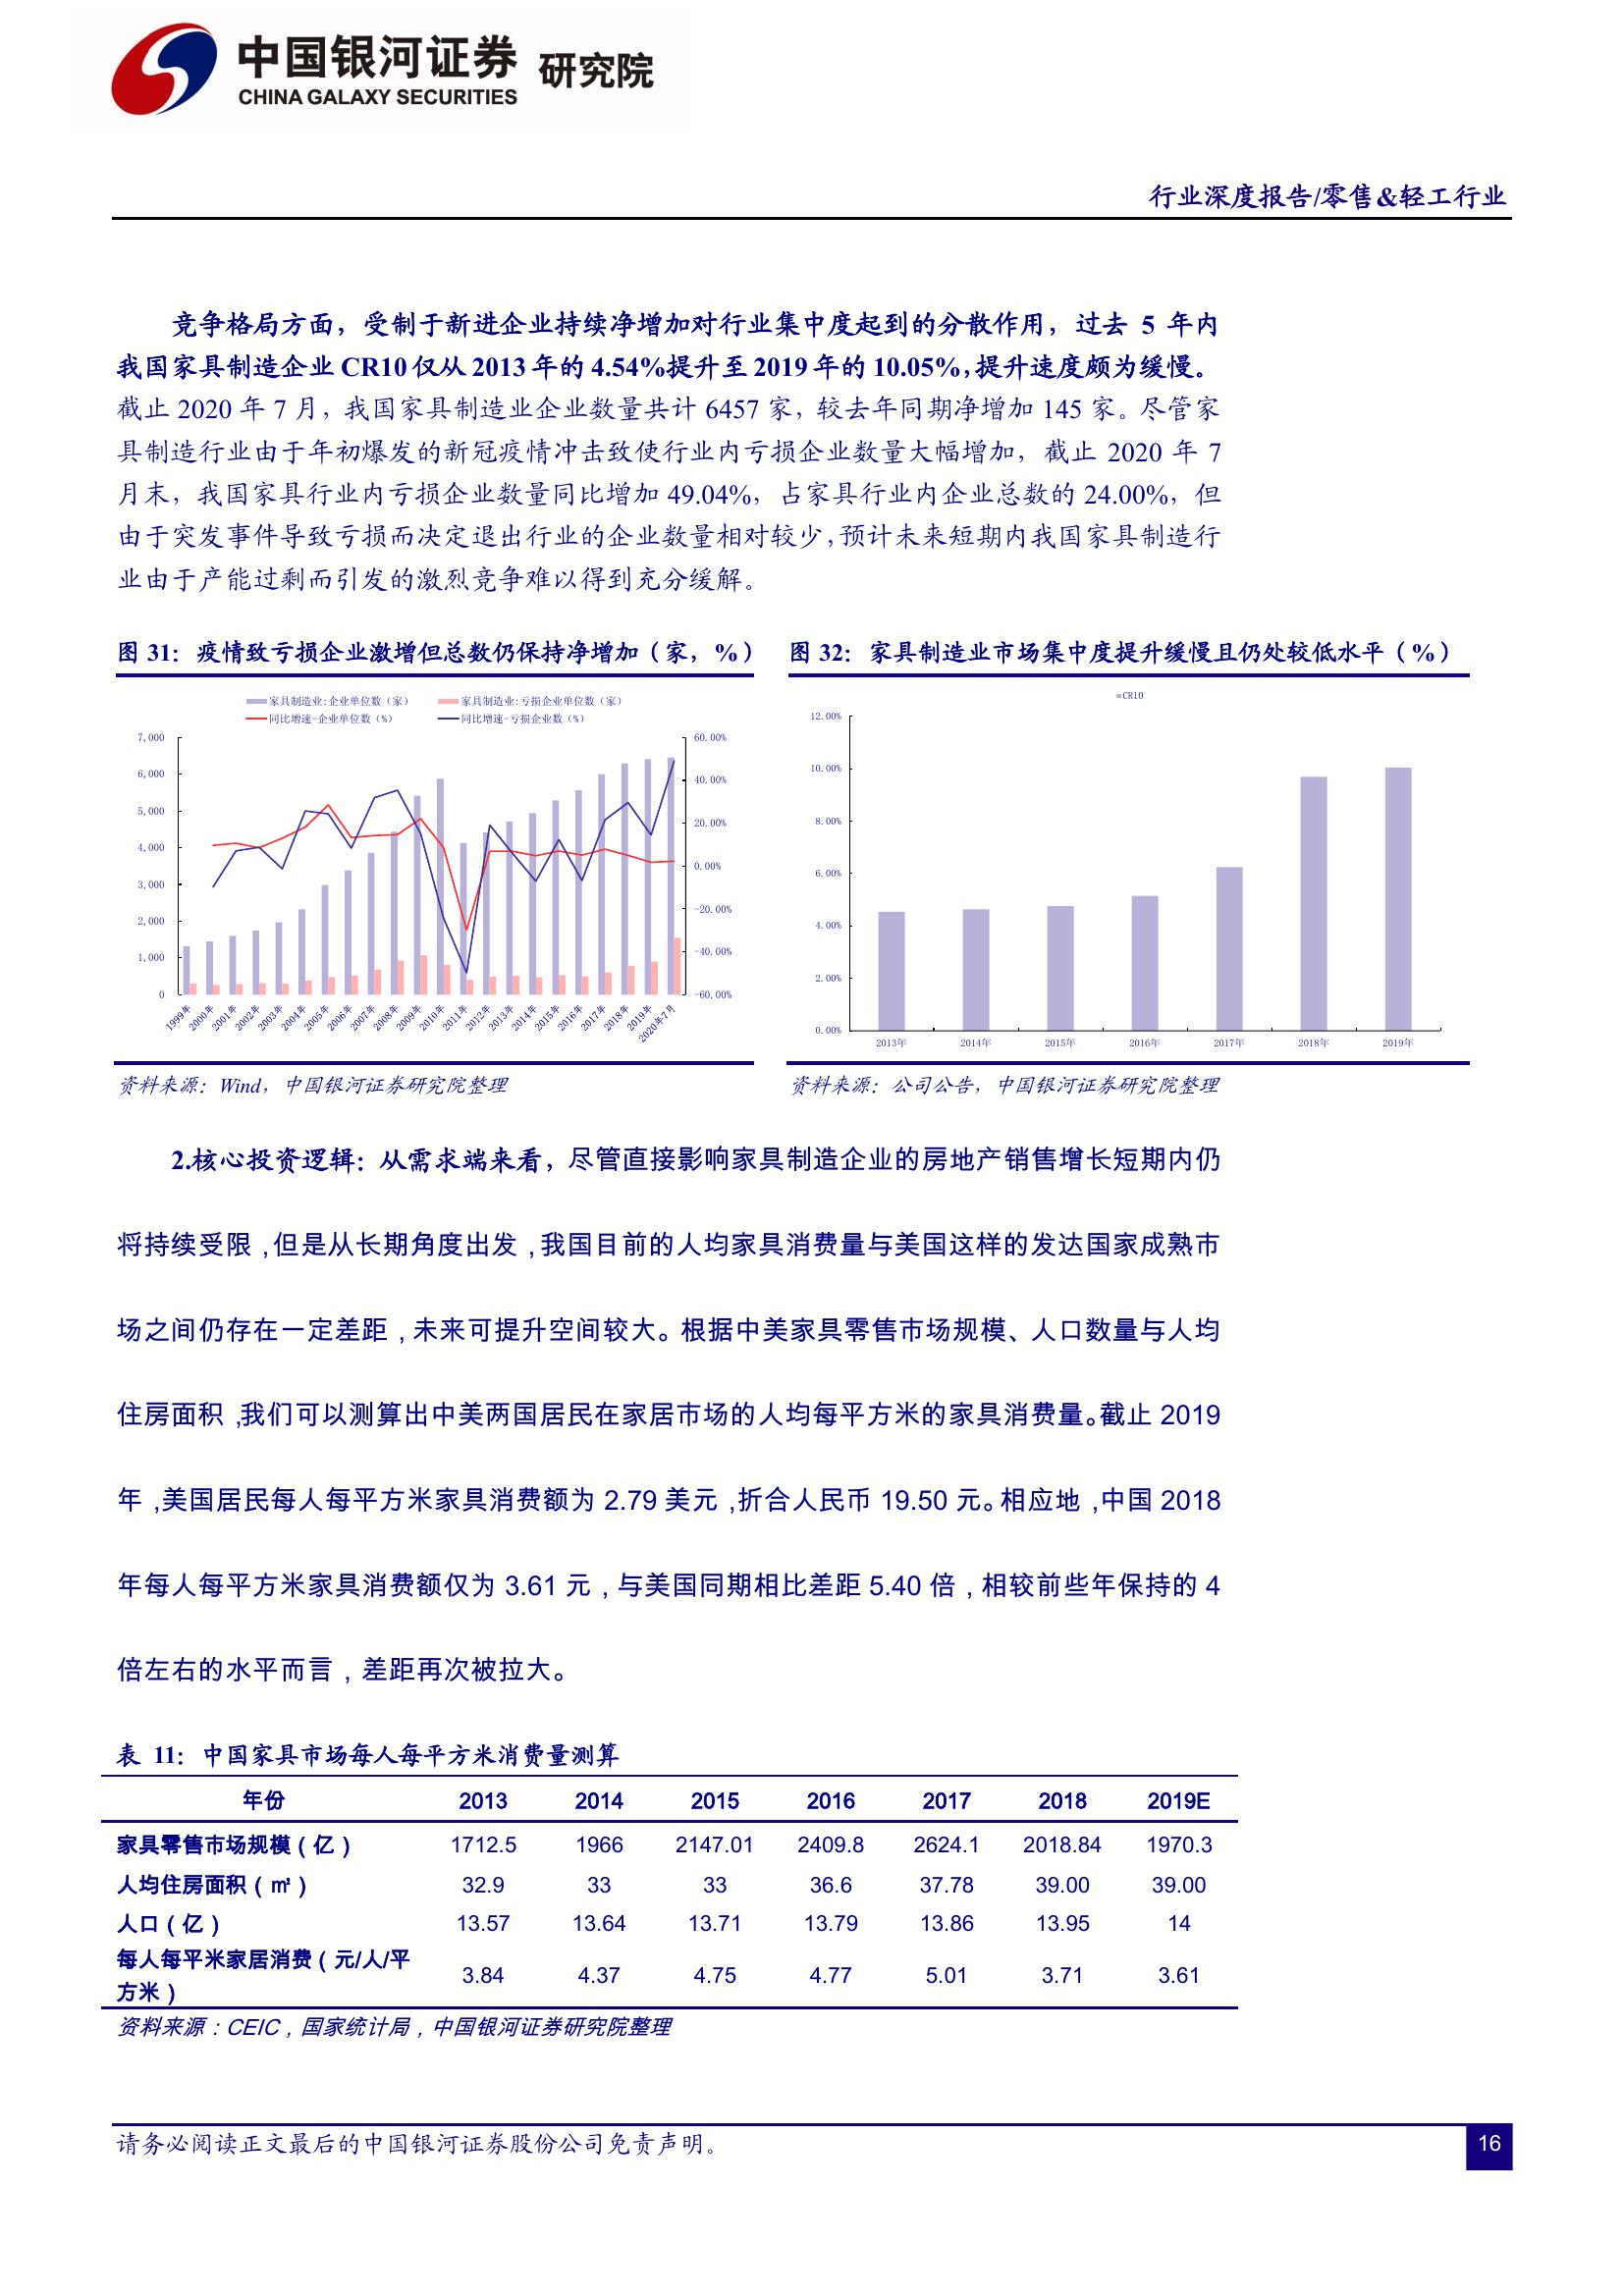 中国银河证券 研究院
CHINA GALAXY SECURITIES
行业深度报告/零售&轻工行业
竞争格局方面，受制于新进企业持续净增加对行业集中度起到的分散作用，过去 5 年内
我国家具制造企业 CR10 仅从 2013 年的 4.54%提升至 2019 年的 10.05%，提升速度颇为缓慢。
截止 2020 年 7 月，我国家具制造业企业数量共计 6457 家，较去年同期净增加 145 家。尽管家
具制造行业由于年初爆发的新冠疫情冲击致使行业内亏损企业数量大幅增加，截止 2020 年 7
月末，我国家具行业内亏损企业数量同比增加 49.04%，占家具行业内企业总数的 24.00%，但
由于突发事件导致亏损而决定退出行业的企业数量相对较少，预计未来短期内我国家具制造行
业由于产能过剩而引发的激烈竞争难以得到充分缓解。
图 31：疫情致亏损企业激增但总数仍保持净增加（家，%）
家具制造业:企业单位数（家） 家具制造业:亏损企业单位数（家）
同比增速-企业单位数（%） 同比增速-亏损企业数（%）
7,000 60.00%
6,000 40.00%
5,000 20.00%
4,000 0.00%
3,000 -20.00%
2,000 -40.00%
1,000 -60.00%
0
1999年 2000年 2001年 2002年 2003年 2004年 2005年 2006年 2007年 2008年 2009年 2010年 2011年 2012年 2013年 2014年 2015年 2016年 2017年 2018年 2019年 2020年7月
资料来源：Wind，中国银河证券研究院整理
图 32：家具制造业市场集中度提升缓慢且仍处较低水平（%）
CR10
12.00%
10.00%
8.00%
6.00%
4.00%
2.00%
0.00%
2013年 2014年 2015年 2016年 2017年 2018年 2019年
资料来源：公司公告，中国银河证券研究院整理
2.核心投资逻辑：从需求端来看，尽管直接影响家具制造企业的房地产销售增长短期内仍
将持续受限，但是从长期角度出发，我国目前的人均家具消费量与美国这样的发达国家成熟市
场之间仍存在一定差距，未来可提升空间较大。根据中美家具零售市场规模、人口数量与人均
住房面积，我们可以测算出中美两国居民在家居市场的人均每平方米的家具消费量。截止 2019
年，美国居民每人每平方米家具消费额为 2.79 美元，折合人民币 19.50 元。相应地，中国 2018
年每人每平方米家具消费额仅为 3.61 元，与美国同期相比差距 5.40 倍，相较前些年保持的 4
倍左右的水平而言，差距再次被拉大。
表 11：中国家具市场每人每平方米消费量测算
年份 2013 2014 2015 2016 2017 2018 2019E
家具零售市场规模（亿） 1712.5 1966 2147.01 2409.8 2624.1 2018.84 1970.3
人均住房面积（㎡） 32.9 33 33 36.6 37.78 39.00 39.00
人口（亿） 13.57 13.64 13.71 13.79 13.86 13.95 14
每人每平米家居消费（元/人/平
方米） 3.84 4.37 4.75 4.77 5.01 3.71 3.61
资料来源：CEIC，国家统计局，中国银河证券研究院整理
请务必阅读正文最后的中国银河证券股份公司免责声明。
16